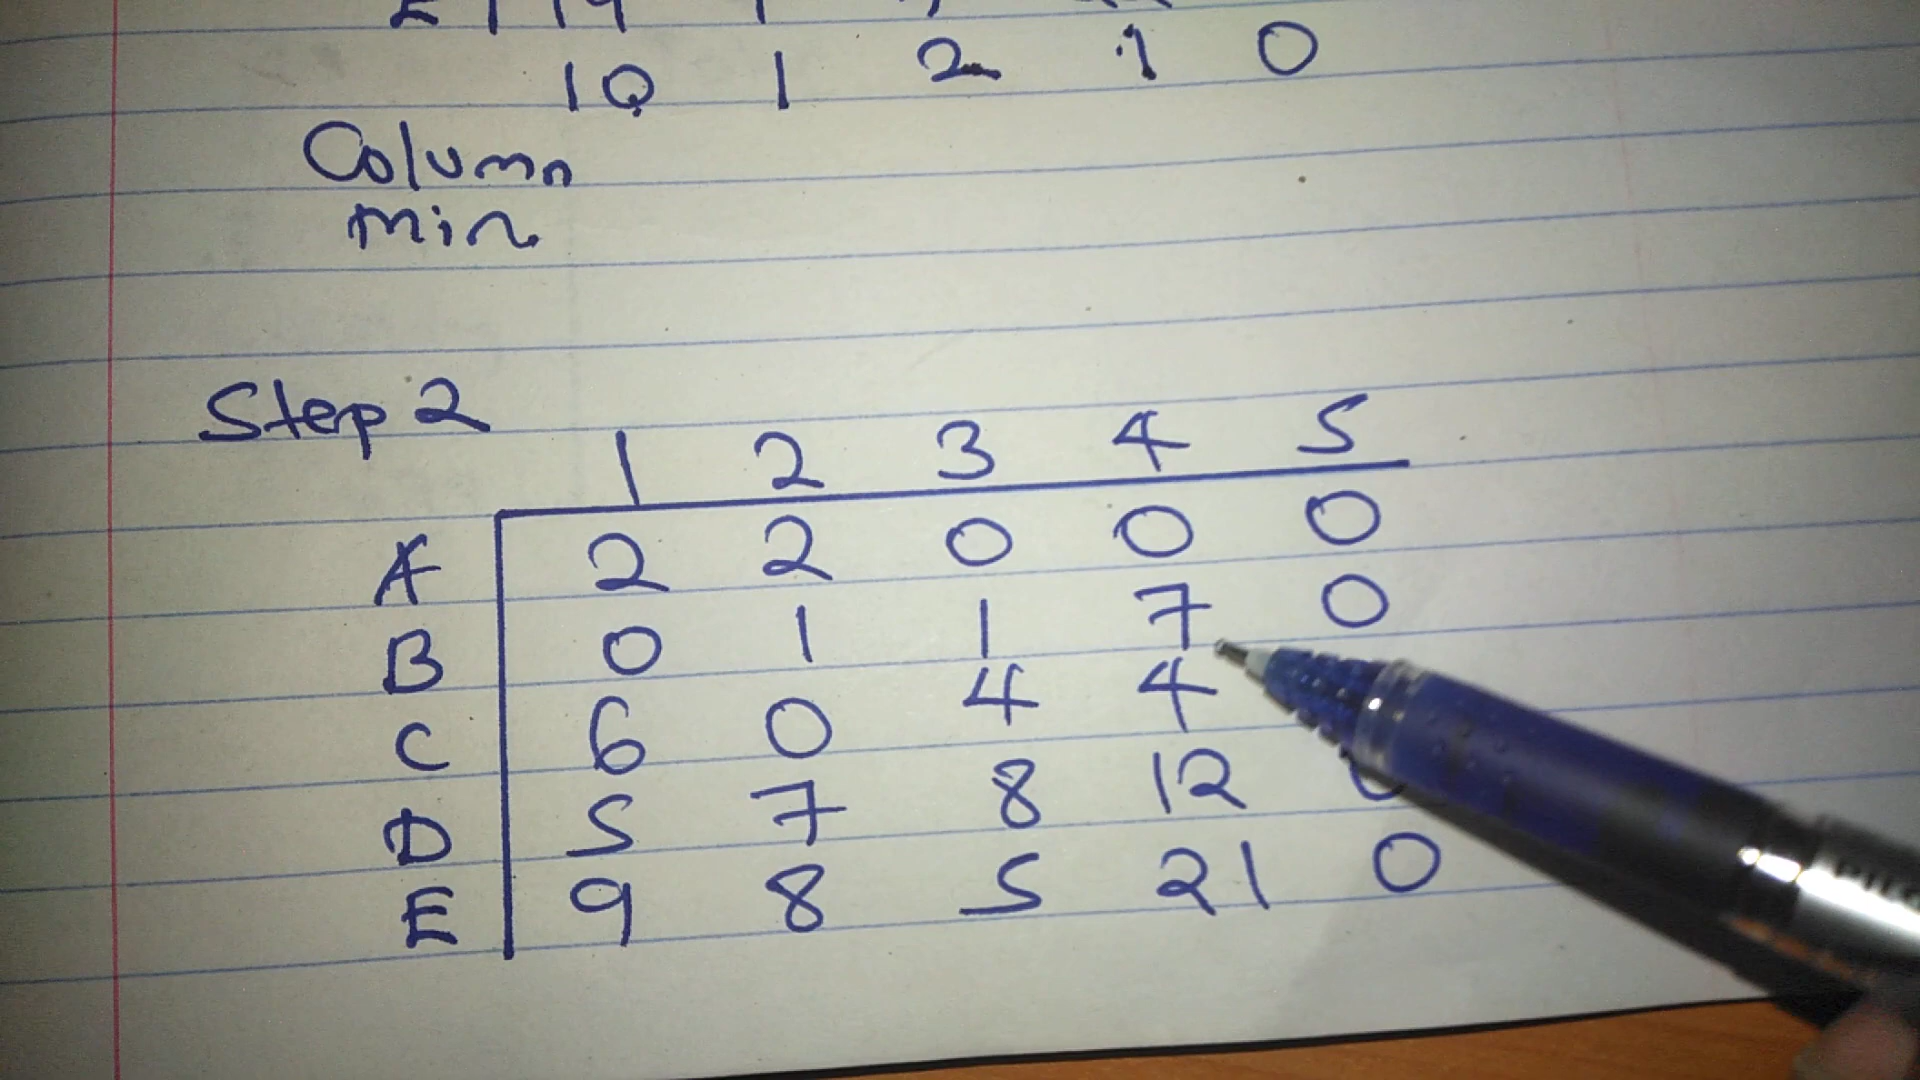 10 1 2 1 0
Column
min
Step 2
1 2 3 4 5
A 2 2 0 0 0
B 0 1 1 7 0
C 6 0 4 4
D 5 7 8 12
E 9 8 5 21 0